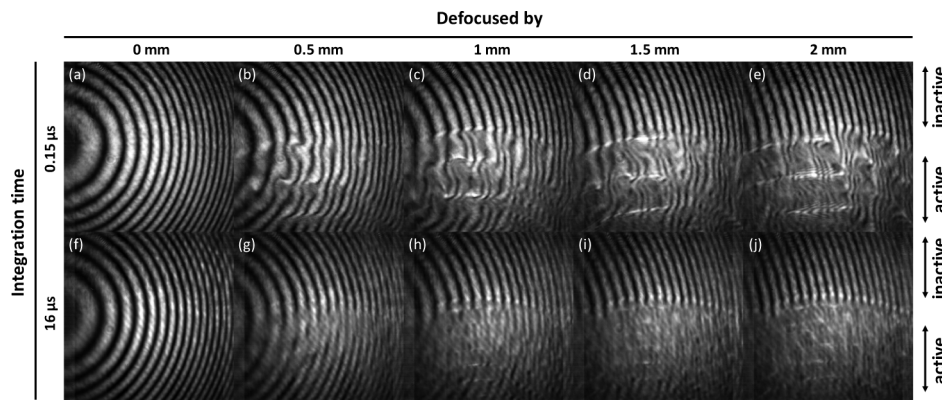 Defocused by
0 mm
0.5 mm
1 mm
1.5 mm
2 mm
Integration time
0.15 µs
(a)
(b)
(c)
(d)
(e)
inactive
active
16 µs
(f)
(g)
(h)
(i)
(j)
inactive
active